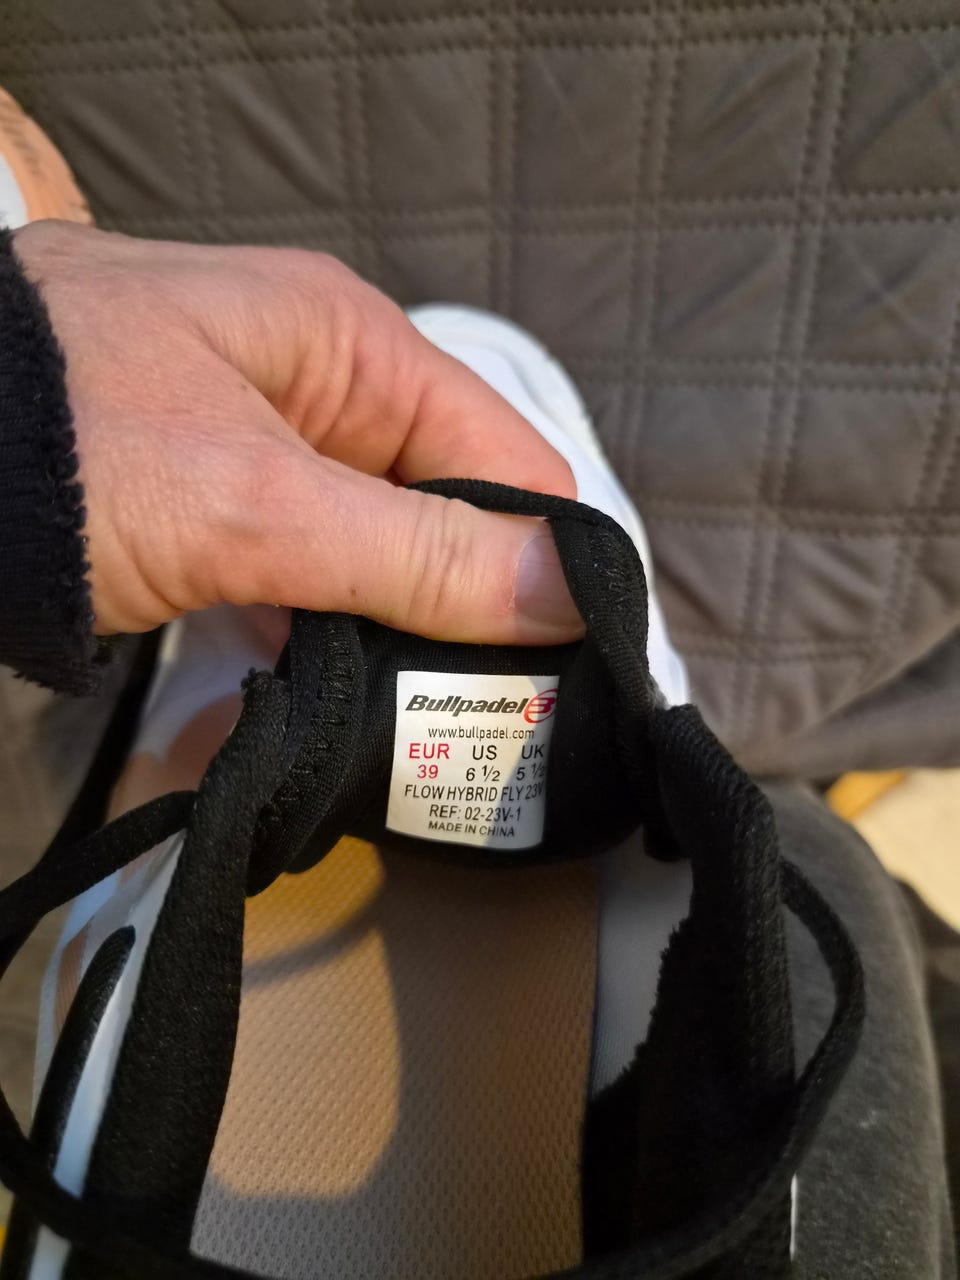 Bullpadel
www.bullpadel.com
EUR US UK
39 6 1/2 5 1/2
FLOW HYBRID FLY 23V
REF: 02-23V-1
MADE IN CHINA